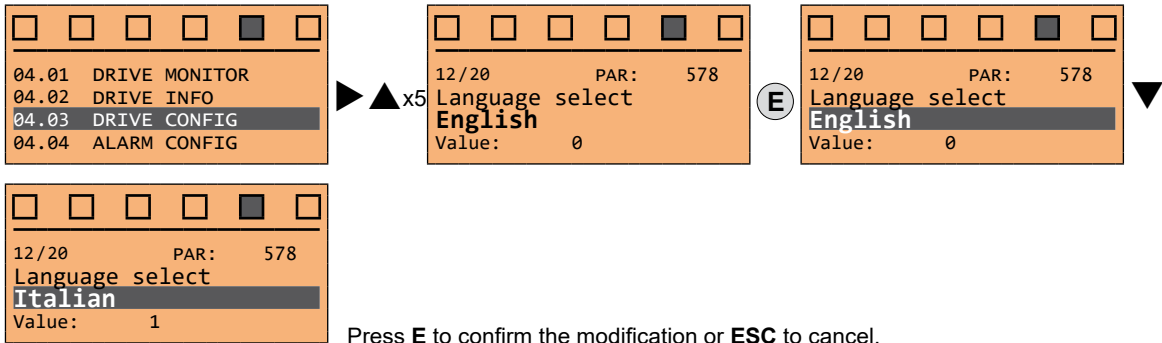 04.01 DRIVE MONITOR
04.02 DRIVE INFO
04.03 DRIVE CONFIG
04.04 ALARM CONFIG
x5
12/20 PAR: 578
Language select
English
Value: 0
E
12/20 PAR: 578
Language select
English
Value: 0
12/20 PAR: 578
Language select
Italian
Value: 1
Press E to confirm the modification or ESC to cancel.